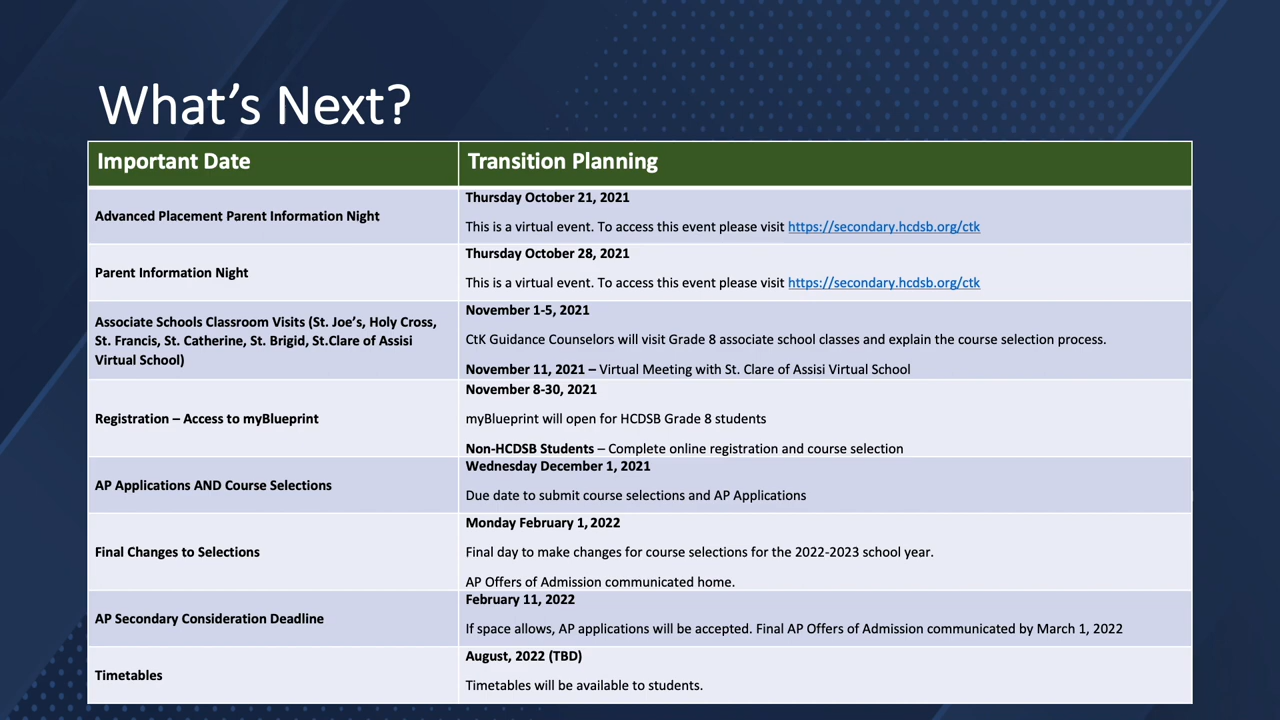 What's Next?
Important Date
Transition Planning
Advanced Placement Parent Information Night
Thursday October 21, 2021
This is a virtual event. To access this event please visit https://secondary.hcdsb.org/ctk
Parent Information Night
Thursday October 28, 2021
This is a virtual event. To access this event please visit https://secondary.hcdsb.org/ctk
Associate Schools Classroom Visits (St. Joe's, Holy Cross,
St. Francis, St. Catherine, St. Brigid, St.Clare of Assisi
Virtual School)
November 1-5, 2021
CtK Guidance Counselors will visit Grade 8 associate school classes and explain the course selection process.
November 11, 2021 – Virtual Meeting with St. Clare of Assisi Virtual School
Registration – Access to myBlueprint
November 8-30, 2021
myBlueprint will open for HCDSB Grade 8 students
Non-HCDSB Students – Complete online registration and course selection
AP Applications AND Course Selections
Wednesday December 1, 2021
Due date to submit course selections and AP Applications
Final Changes to Selections
Monday February 1, 2022
Final day to make changes for course selections for the 2022-2023 school year.
AP Offers of Admission communicated home.
AP Secondary Consideration Deadline
February 11, 2022
If space allows, AP applications will be accepted. Final AP Offers of Admission communicated by March 1, 2022
Timetables
August, 2022 (TBD)
Timetables will be available to students.